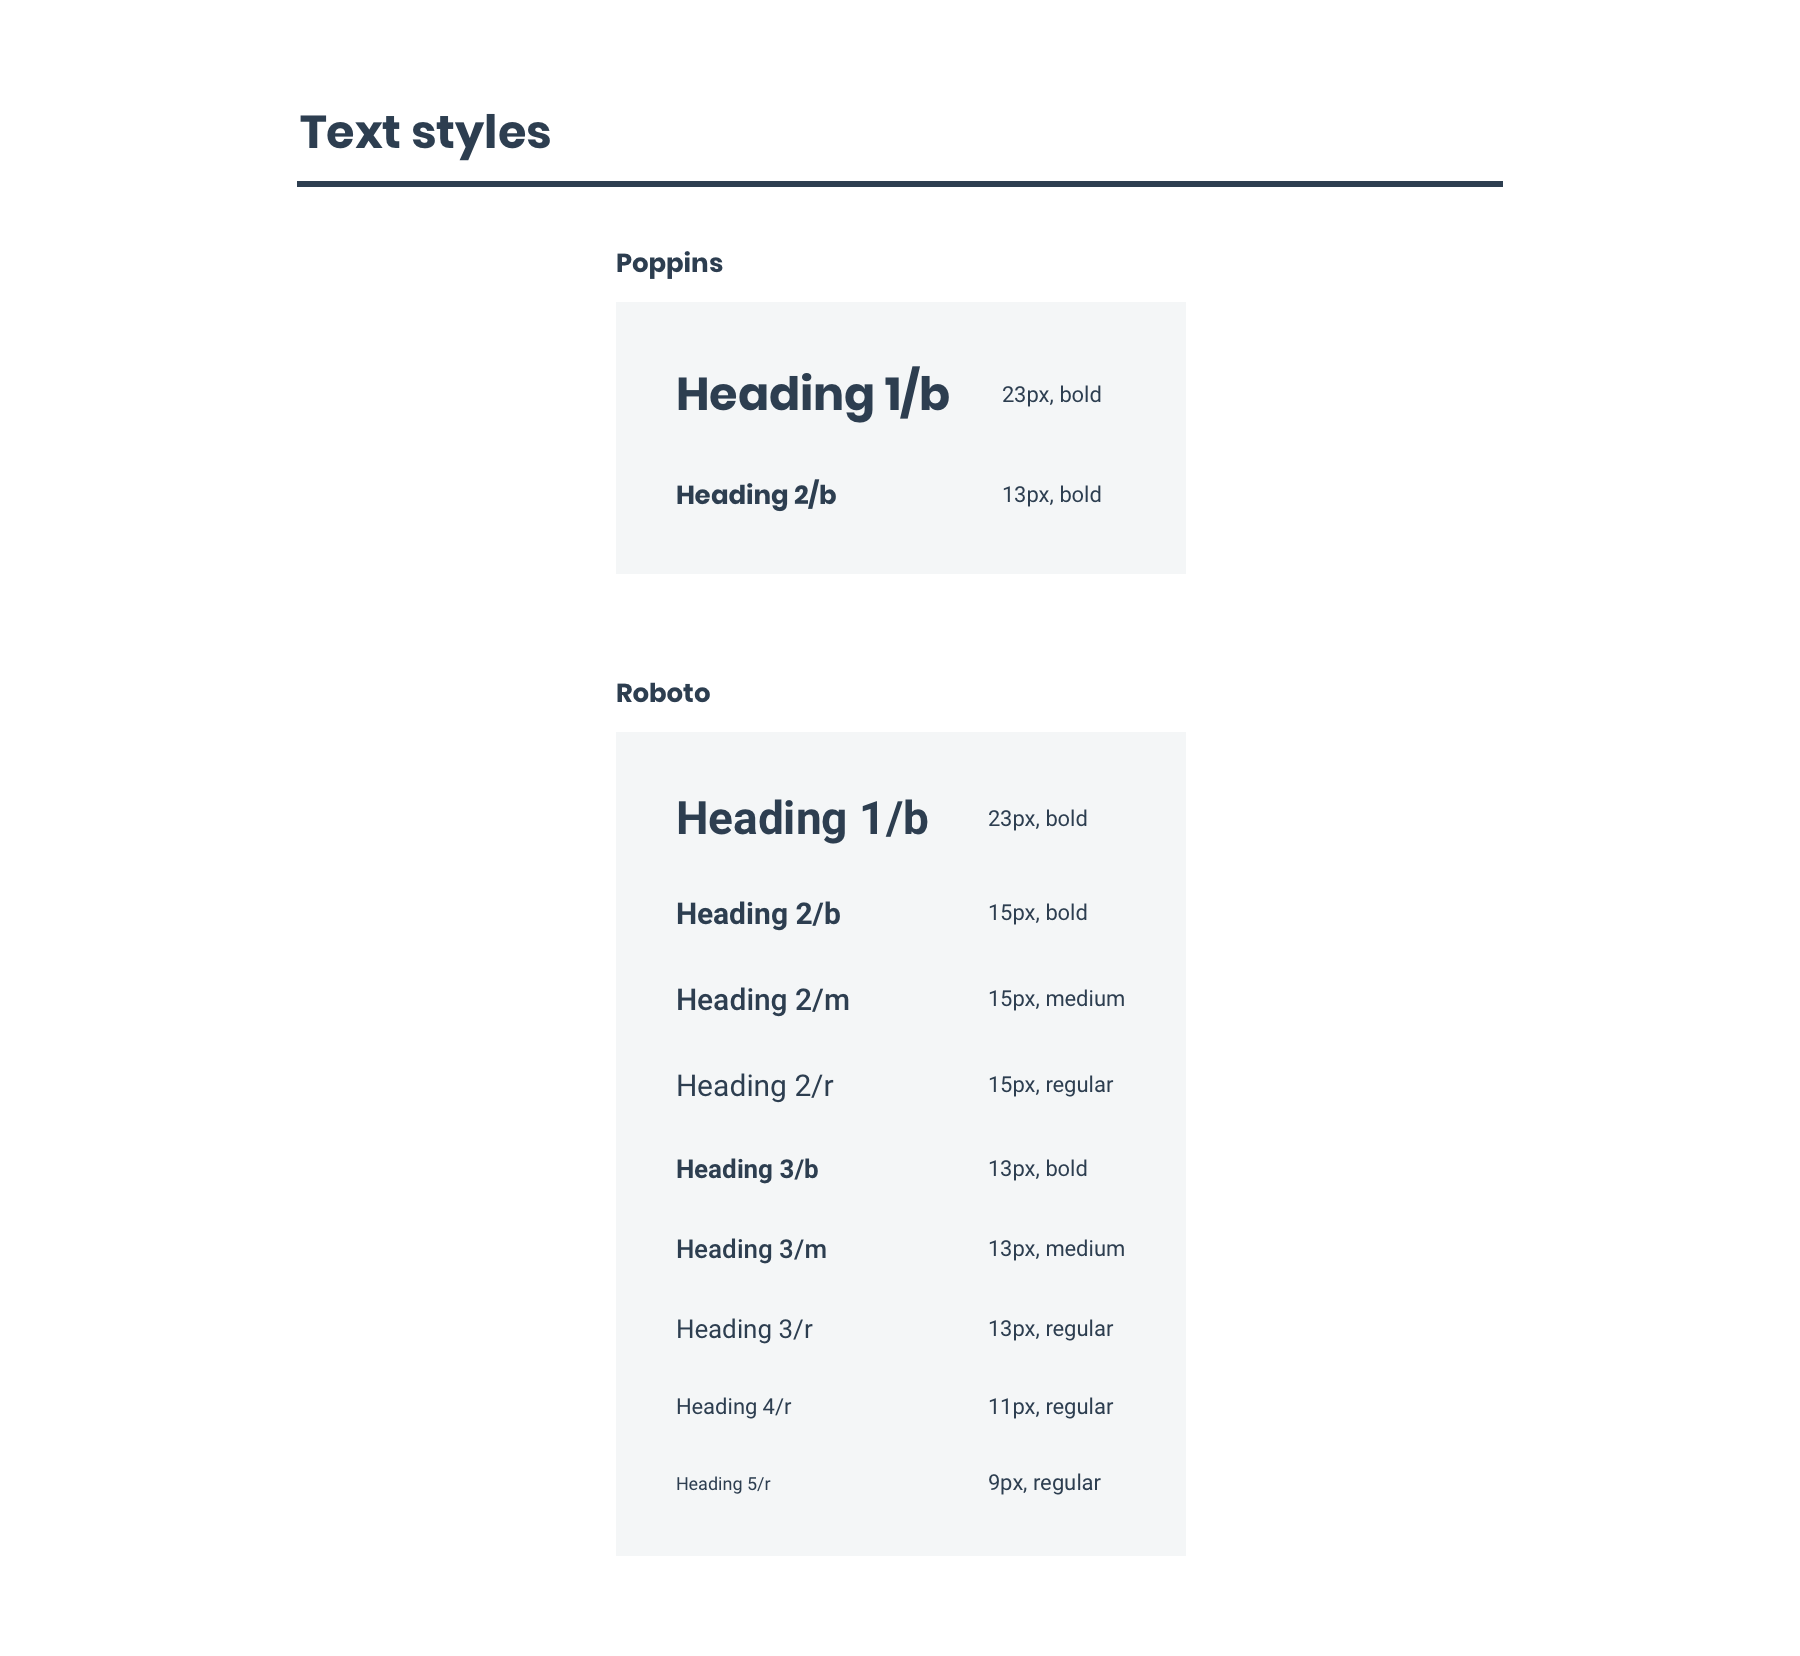 Text styles
Poppins
Heading 1/b 23px, bold
Heading 2/b 13px, bold
Roboto
Heading 1/b 23px, bold
Heading 2/b 15px, bold
Heading 2/m 15px, medium
Heading 2/r 15px, regular
Heading 3/b 13px, bold
Heading 3/m 13px, medium
Heading 3/r 13px, regular
Heading 4/r 11px, regular
Heading 5/r 9px, regular